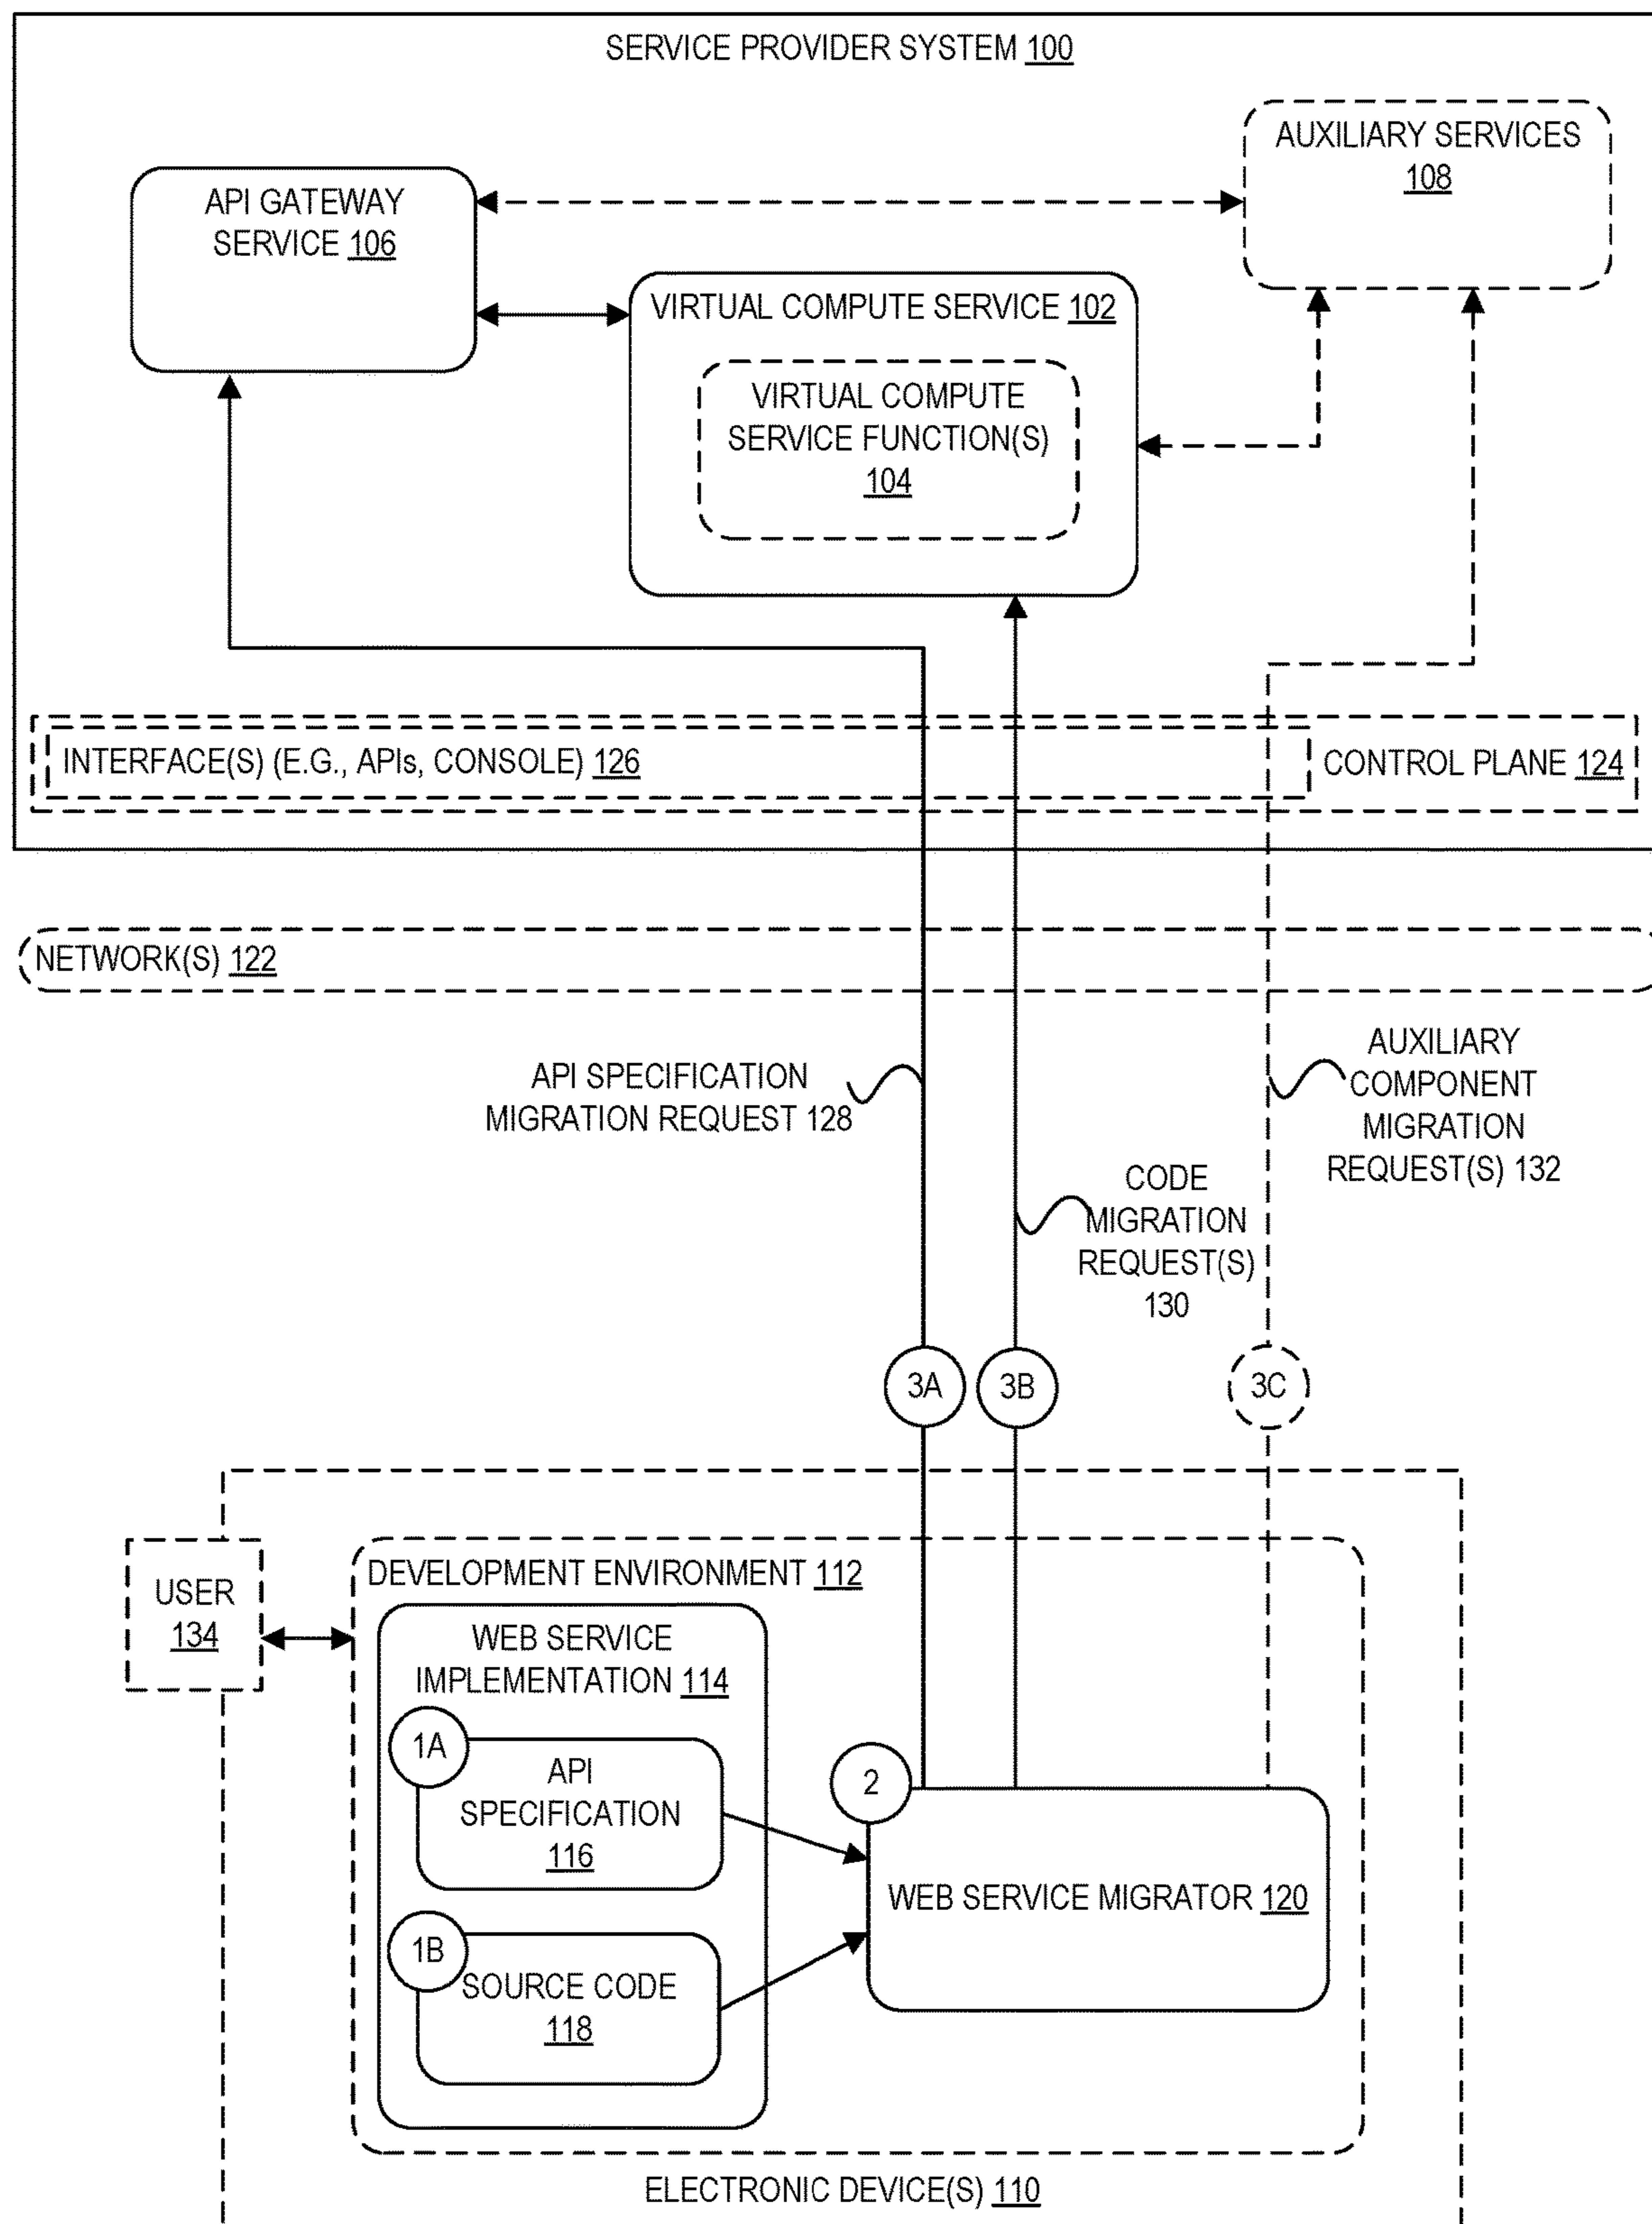 SERVICE PROVIDER SYSTEM 100
AUXILIARY SERVICES
108
API GATEWAY
SERVICE 106
VIRTUAL COMPUTE SERVICE 102
VIRTUAL COMPUTE
SERVICE FUNCTION(S)
104
INTERFACE(S) (E.G., APIs, CONSOLE) 126
CONTROL PLANE 124
NETWORK(S) 122
API SPECIFICATION
MIGRATION REQUEST 128
AUXILIARY
COMPONENT
MIGRATION
REQUEST(S) 132
CODE
MIGRATION
REQUEST(S)
130
3A
3B
3C
USER
134
DEVELOPMENT ENVIRONMENT 112
WEB SERVICE
IMPLEMENTATION 114
1A
API
SPECIFICATION
116
2
WEB SERVICE MIGRATOR 120
1B
SOURCE CODE
118
ELECTRONIC DEVICE(S) 110